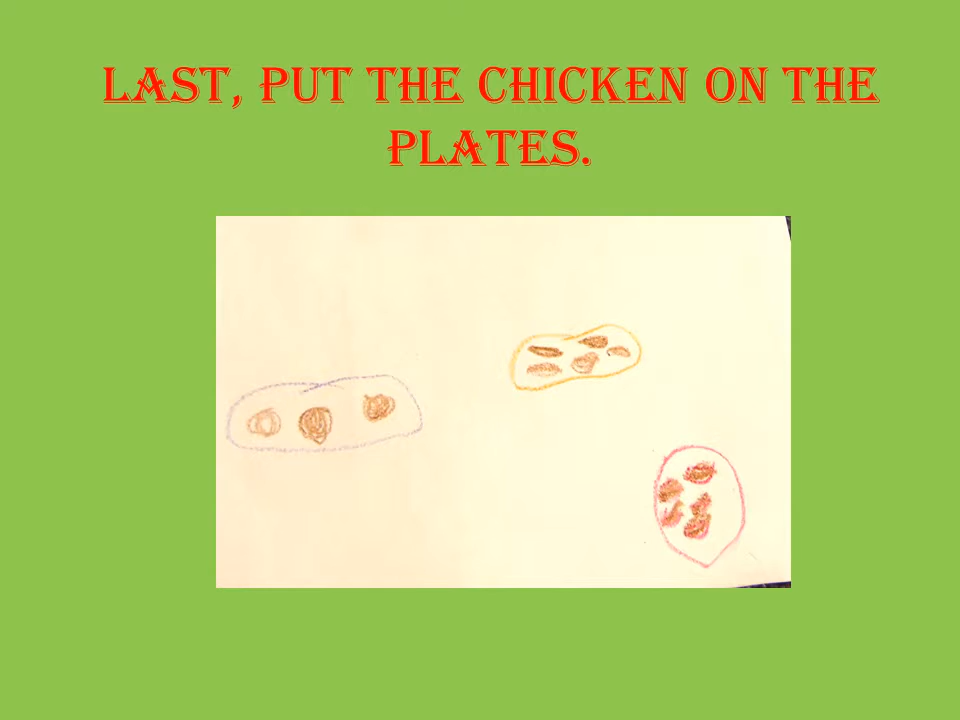 LAST, PUT THE CHICKEN ON THE
PLATES.